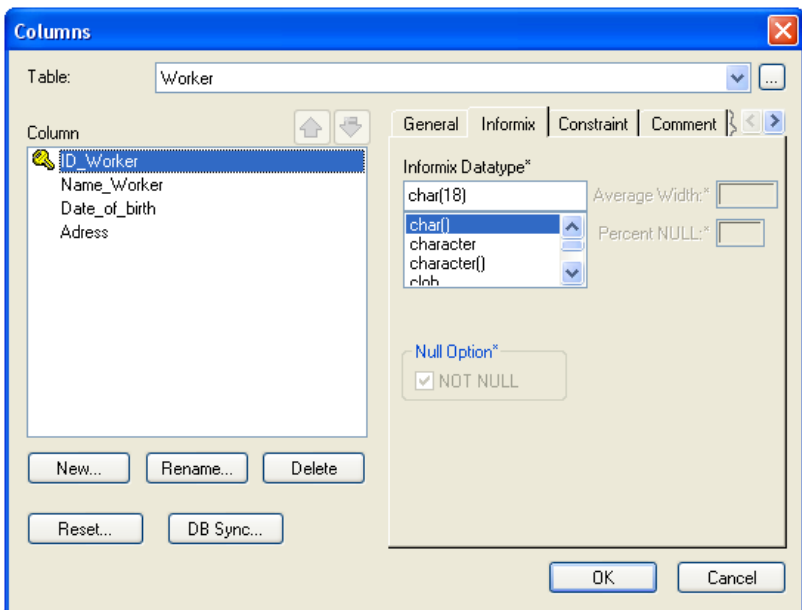 Columns
Table: Worker ...
Column
ID_Worker
Name_Worker
Date_of_birth
Adress
New... Rename... Delete
Reset... DB Sync...
General Informix Constraint Comment
Informix Datatype*
char(18)
char()
character
character()
clob
Average Width:*
Percent NULL:*
Null Option*
NOT NULL
OK Cancel